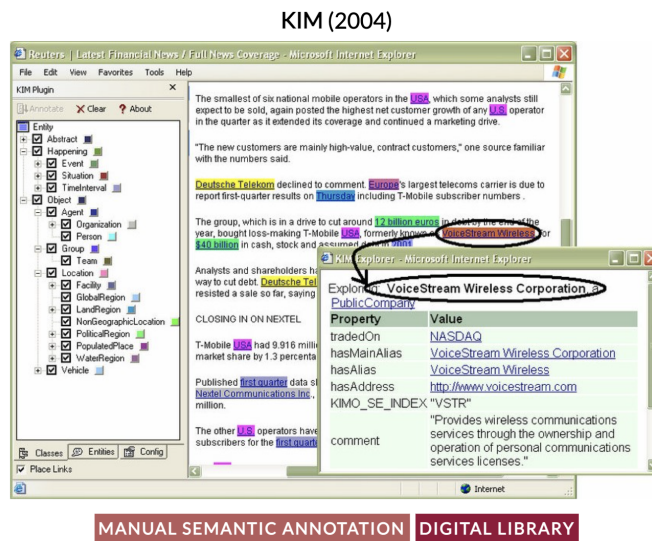 KIM (2004)
Reuters | Latest Financial News / Full News Coverage - Microsoft Internet Explorer
File Edit View Favorites Tools Help
KIM Plugin
Annotate Clear ? About
Entity
Abstract
Happening
Event
Situation
TimeInterval
Object
Agent
Organization
Person
Group
Team
Location
Facility
GlobalRegion
LandRegion
NonGeographicLocation
PoliticalRegion
PopulatedPlace
WaterRegion
Vehicle
Classes Entities Config
Place Links
The smallest of six national mobile operators in the USA, which some analysts still
expect to be sold, again posted the highest net customer growth of any U.S. operator
in the quarter as it extended its coverage and continued a marketing drive.
"The new customers are mainly high-value, contract customers," one source familiar
with the numbers said.
Deutsche Telekom declined to comment. Europe's largest telecoms carrier is due to
report first-quarter results on Thursday including T-Mobile subscriber numbers .
The group, which is in a drive to cut around 12 billion euros in debt by the end of the
year, bought loss-making T-Mobile USA, formerly known as VoiceStream Wireless, for
$40 billion in cash, stock and assumed debt in 2001
Analysts and shareholders ha
way to cut debt. Deutsche Tel
resisted a sale so far, saying
CLOSING IN ON NEXTEL
T-Mobile USA had 9.916 milli
market share by 1.3 percenta
Published first quarter data s
Nextel Communications Inc.,
million.
The other U.S. operators have
subscribers for the first quart
KIM Explorer - Microsoft Internet Explorer
Exploring: VoiceStream Wireless Corporation, a
PublicCompany
Property Value
tradedOn NASDAQ
hasMainAlias VoiceStream Wireless Corporation
hasAlias VoiceStream Wireless
hasAddress http://www.voicestream.com
KIMO_SE_INDEX "VSTR"
comment "Provides wireless communications
services through the ownership and
operation of personal communications
services licenses."
Internet
MANUAL SEMANTIC ANNOTATION DIGITAL LIBRARY